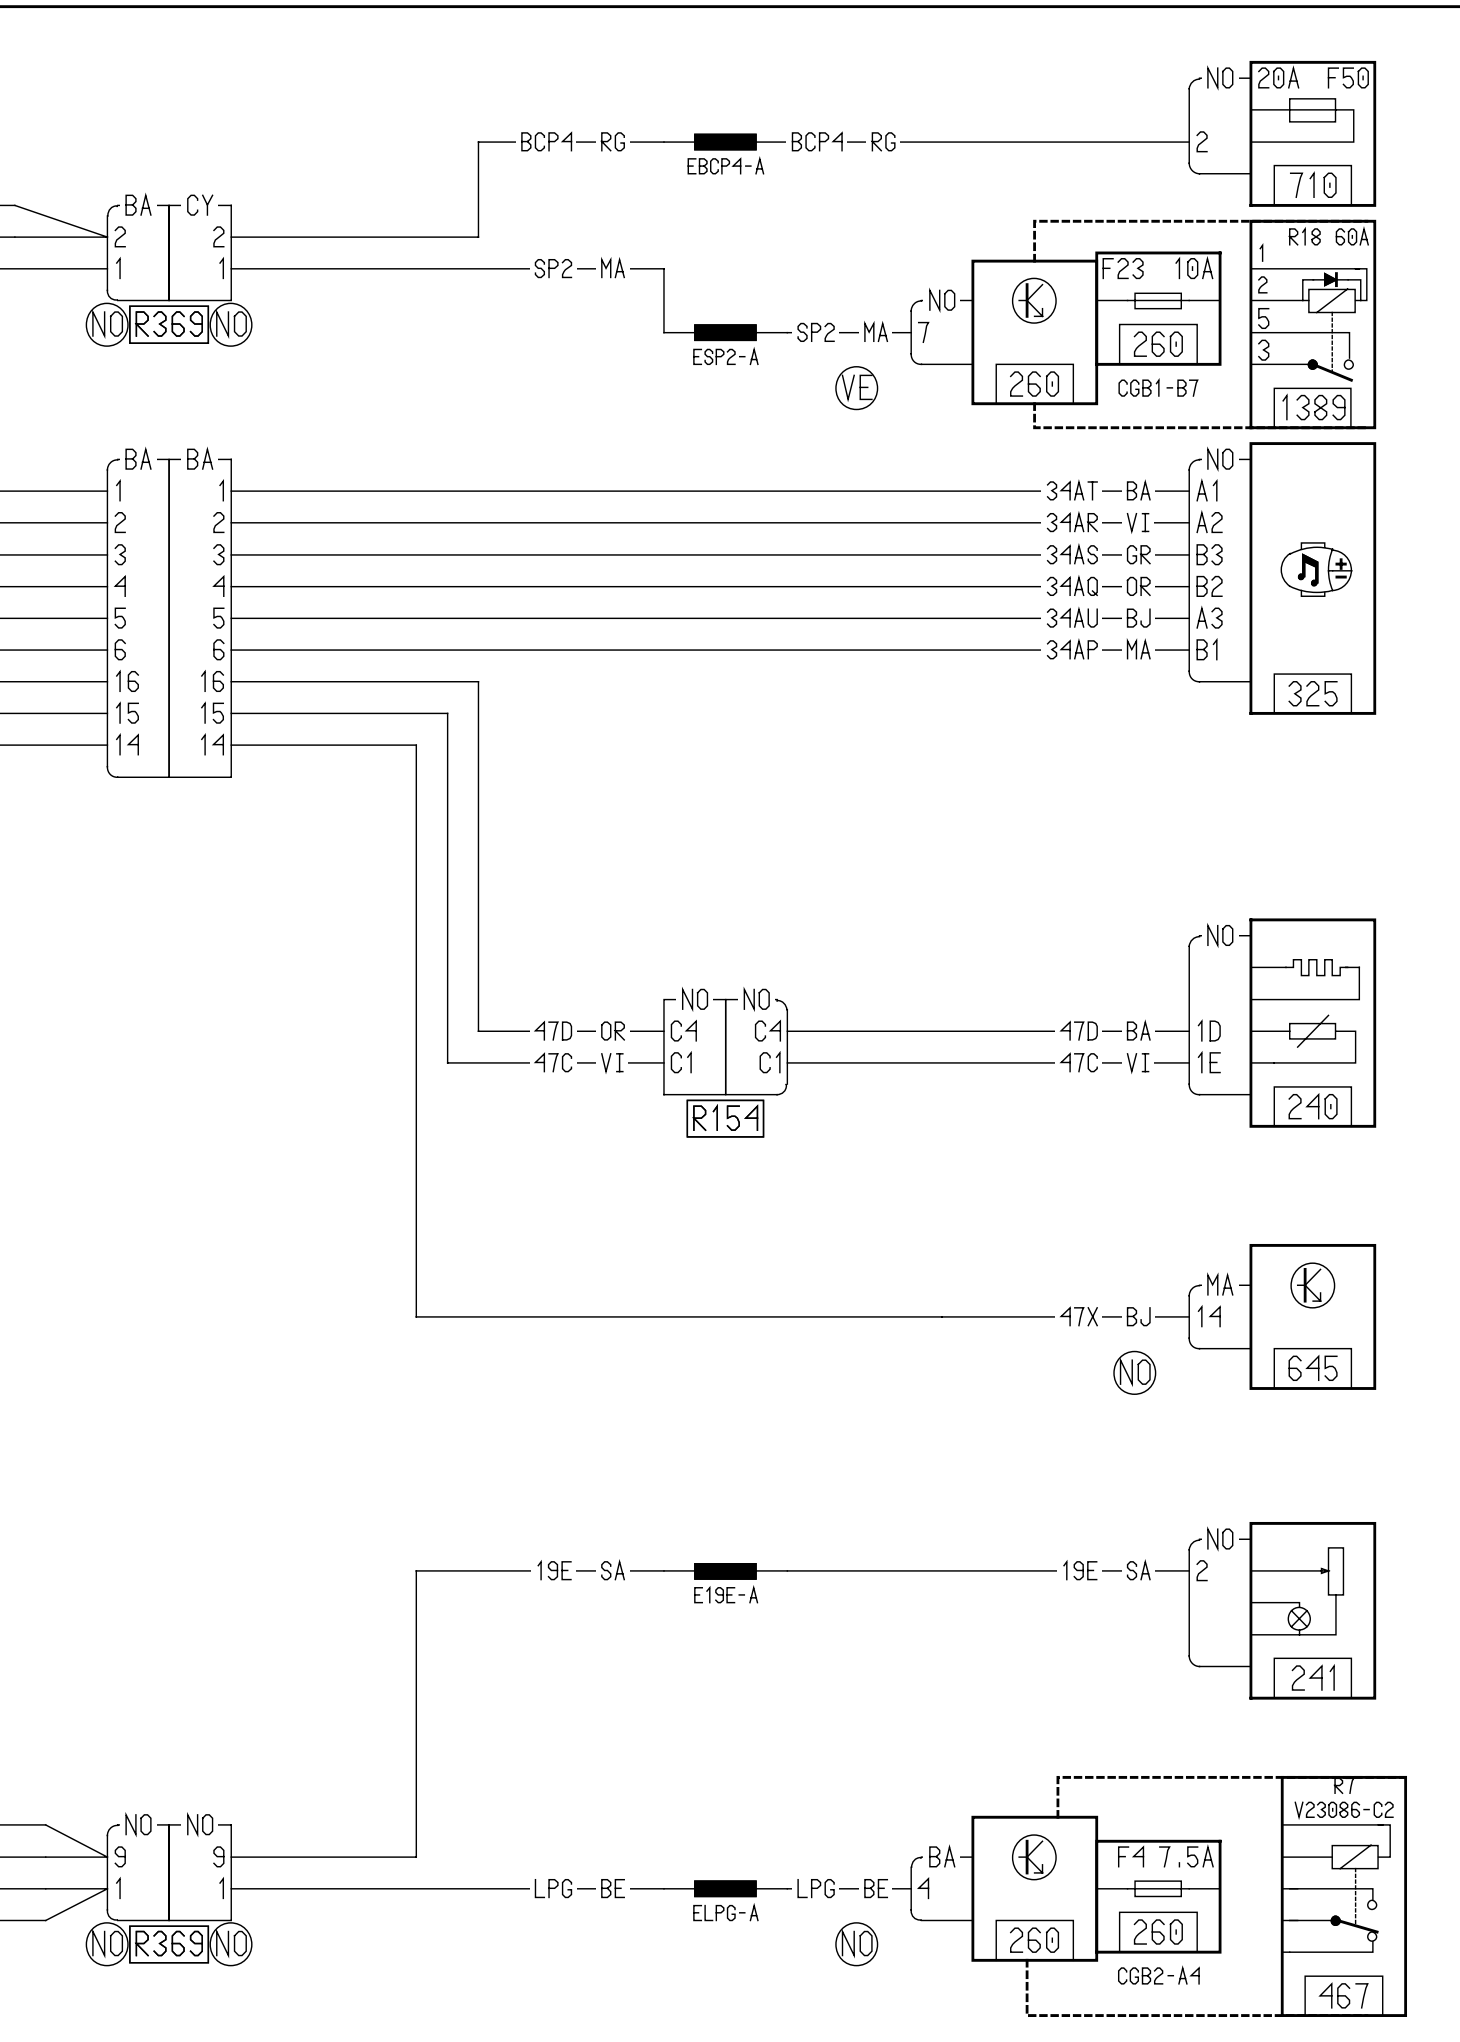 NO 20A F50
BCP4 RG BCP4 RG 2
EBCP4-A
710
BA CY
2 2
1 1 SP2 MA
NO R369 NO
R18 60A
1
F23 10A
2
NO
5
7
SP2 MA
260
3
ESP2-A
VE
260
CGB1-B7
1389
BA BA NO
1 1 34AT BA A1
2 2 34AR VI A2
3 3 34AS GR B3
4 4 34AQ OR B2
5 5 34AU BJ A3
6 6 34AP MA B1
16 16
325
15 15
14 14
NO
NO NO
47D OR C4 C4 47D BA 1D
47C VI C1 C1 47C VI 1E
R154
240
MA
47X BJ 14
NO
645
NO
19E SA 19E SA 2
E19E-A
241
R7
V23086-C2
NO NO
9 9 BA F4 7.5A
1 1 LPG BE LPG BE 4
ELPG-A
NO R369 NO
NO
260
260
CGB2-A4
467